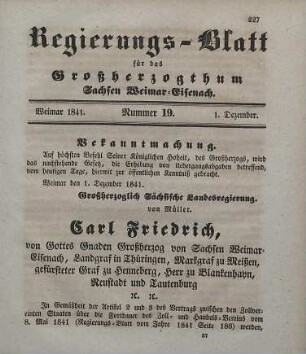 227
Regierungs-Blatt
für das
Großherzogthum
Sachsen Weimar-Eisenach.
Weimar 1841. Nummer 19. 1. Dezember.
Bekanntmachung.
Auf höchsten Befehl Seiner Königlichen Hoheit, des Großherzogs, wird
das nachstehende Gesetz, die Erhebung von Uebergangsabgaben betreffend,
vom heutigen Tage, hiermit zur öffentlichen Kenntniß gebracht.
Weimar den 1. Dezember 1841.
Großherzoglich Sächsische Landesregierung.
von Müller.
Carl Friedrich,
von Gottes Gnaden Großherzog von Sachsen Weimar-
Eisenach, Landgraf in Thüringen, Markgraf zu Meißen,
gefürsteter Graf zu Henneberg, Herr zu Blankenhayn,
Neustadt und Tautenburg
ꝛc. ꝛc.
In Gemäßheit der Artikel 2 und 3 des Vertrags zwischen den Zollver-
einten Staaten über die Fortdauer des Zoll- und Handels-Vereins vom
8. Mai 1841 (Regierungs-Blatt vom Jahre 1841 Seite 186) werden,